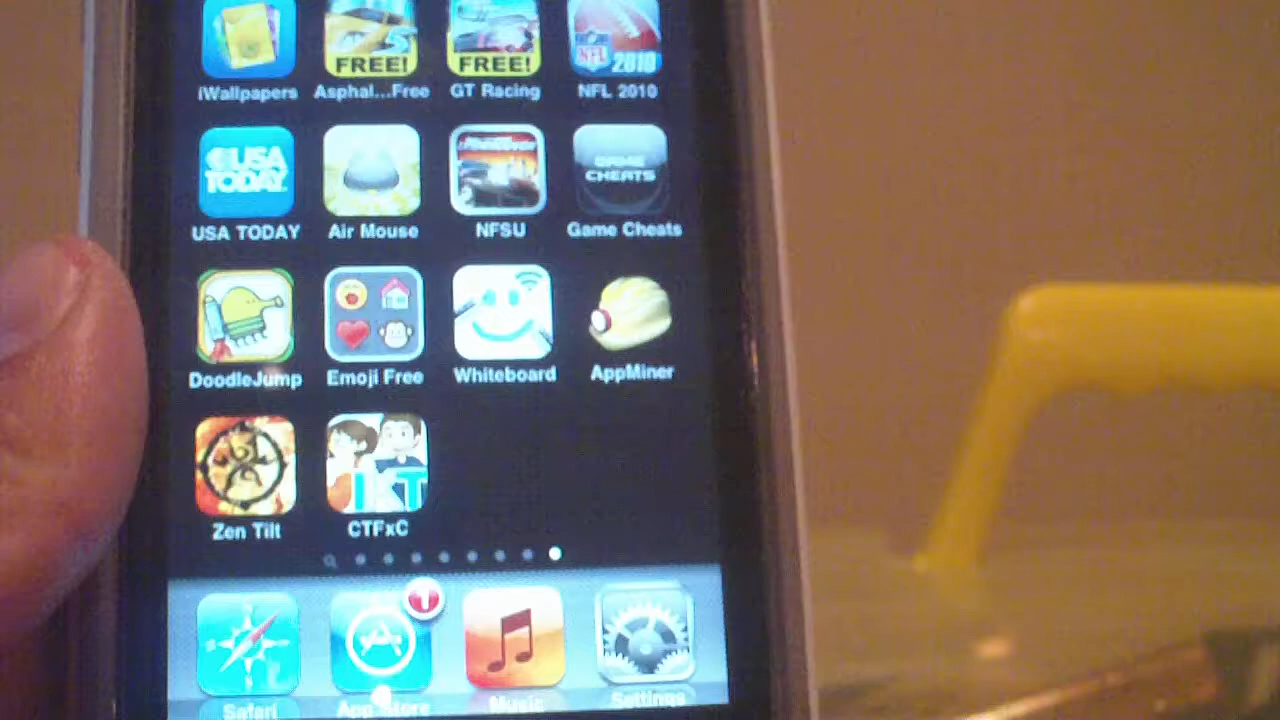 FREE!
FREE!
NFL 2010
iWallpapers
Asphal...Free
GT Racing
NFL 2010
USA
TODAY
GAME
CHEATS
USA TODAY
Air Mouse
NFSU
Game Cheats
DoodleJump
Emoji Free
Whiteboard
AppMiner
IKT
Zen Tilt
CTFxC
1
Safari
App Store
Music
Settings